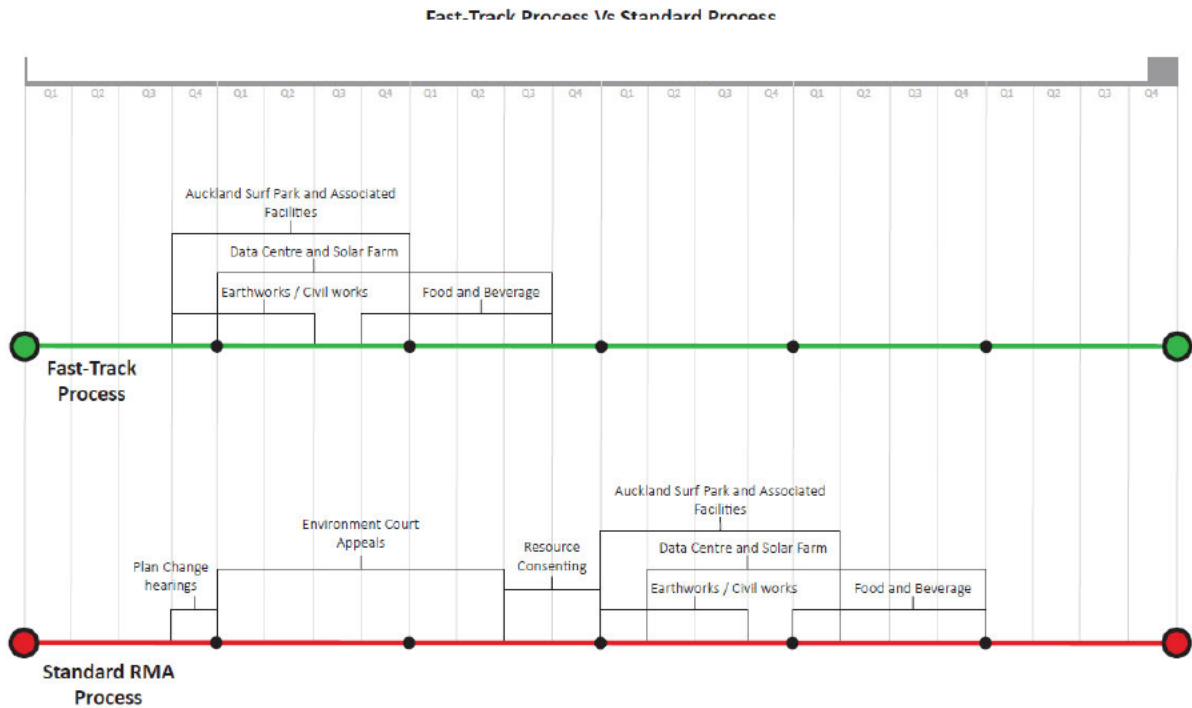 Fast-Track Process Vs Standard Process
Q1 Q2 Q3 Q4 Q1 Q2 Q3 Q4 Q1 Q2 Q3 Q4 Q1 Q2 Q3 Q4 Q1 Q2 Q3 Q4 Q1 Q2 Q3 Q4
Auckland Surf Park and Associated
Facilities
Data Centre and Solar Farm
Earthworks / Civil works
Food and Beverage
Fast-Track
Process
Auckland Surf Park and Associated
Facilities
Environment Court
Appeals
Resource
Consenting
Data Centre and Solar Farm
Plan Change
hearings
Earthworks / Civil works
Food and Beverage
Standard RMA
Process